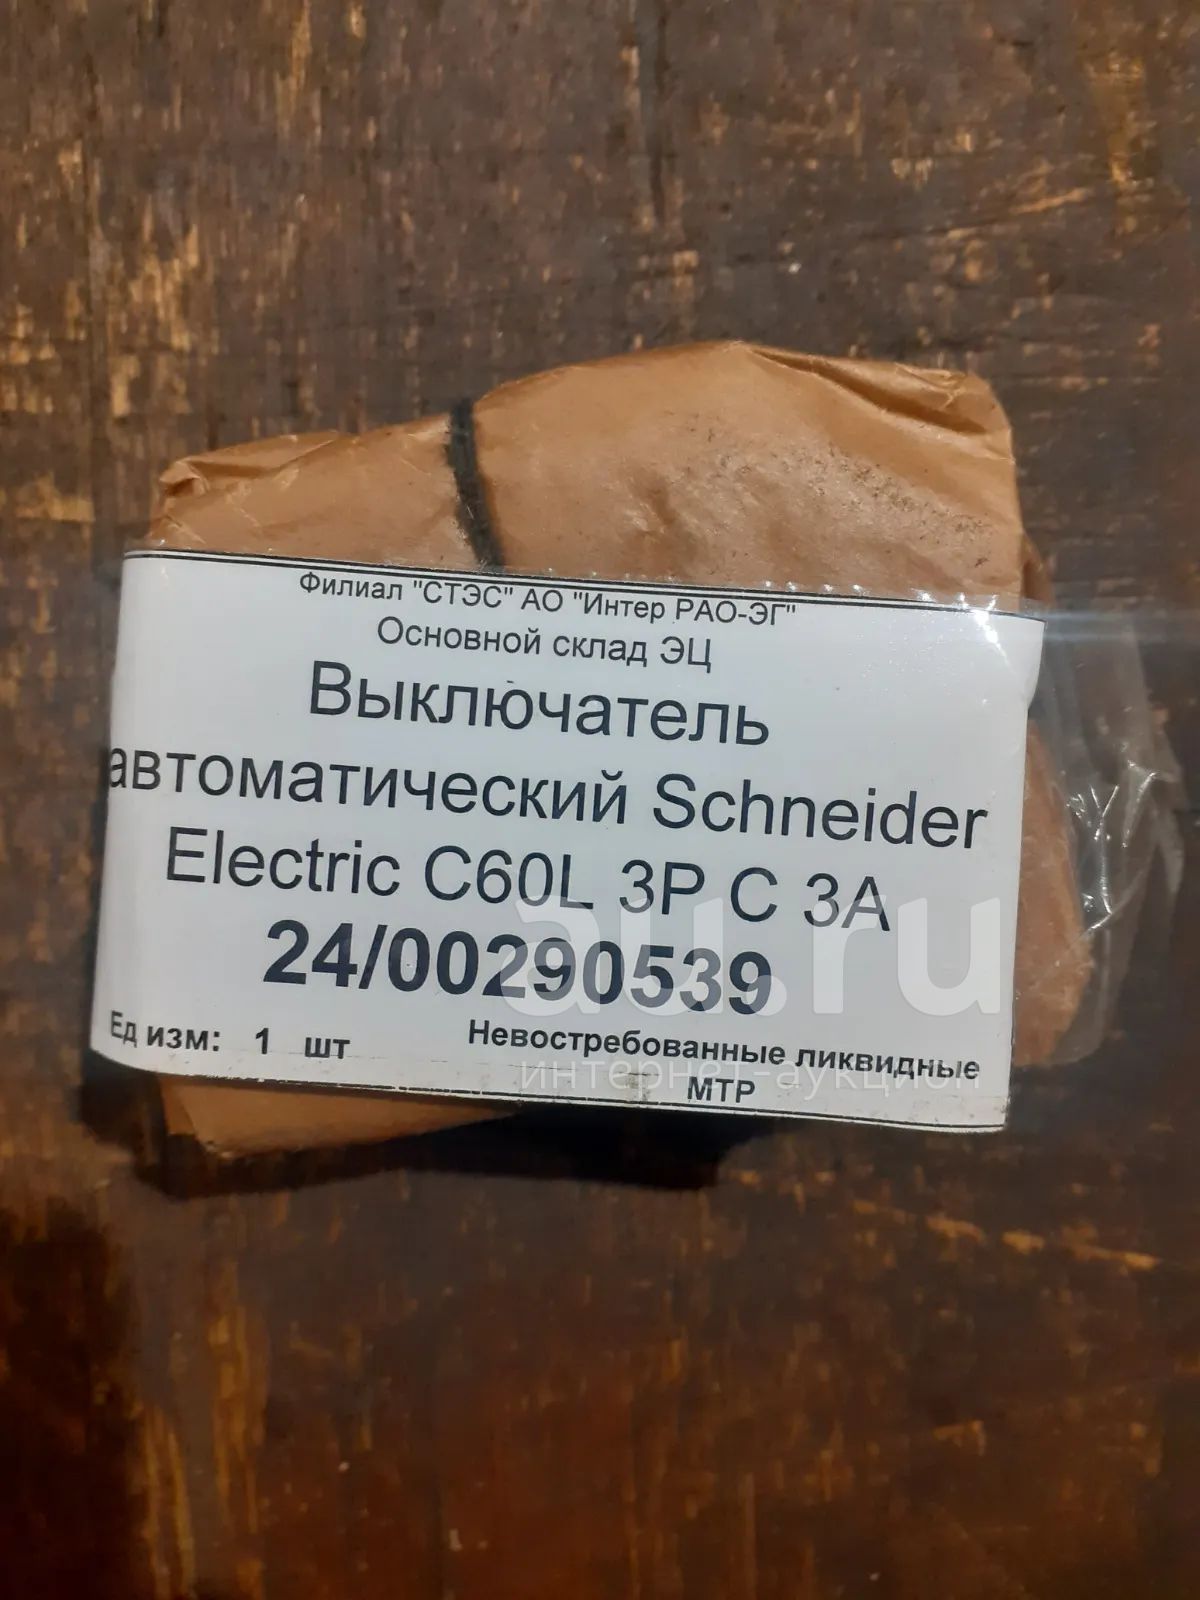 Филиал "СТЭС" АО "Интер РАО-ЭГ"
Основной склад ЭЦ
Выключатель
автоматический Schneider
Electric C60L 3P C 3A
24/00290539
Ед изм: 1 шт Невостребованные ликвидные
МТР
au.ru
интернет-аукцион